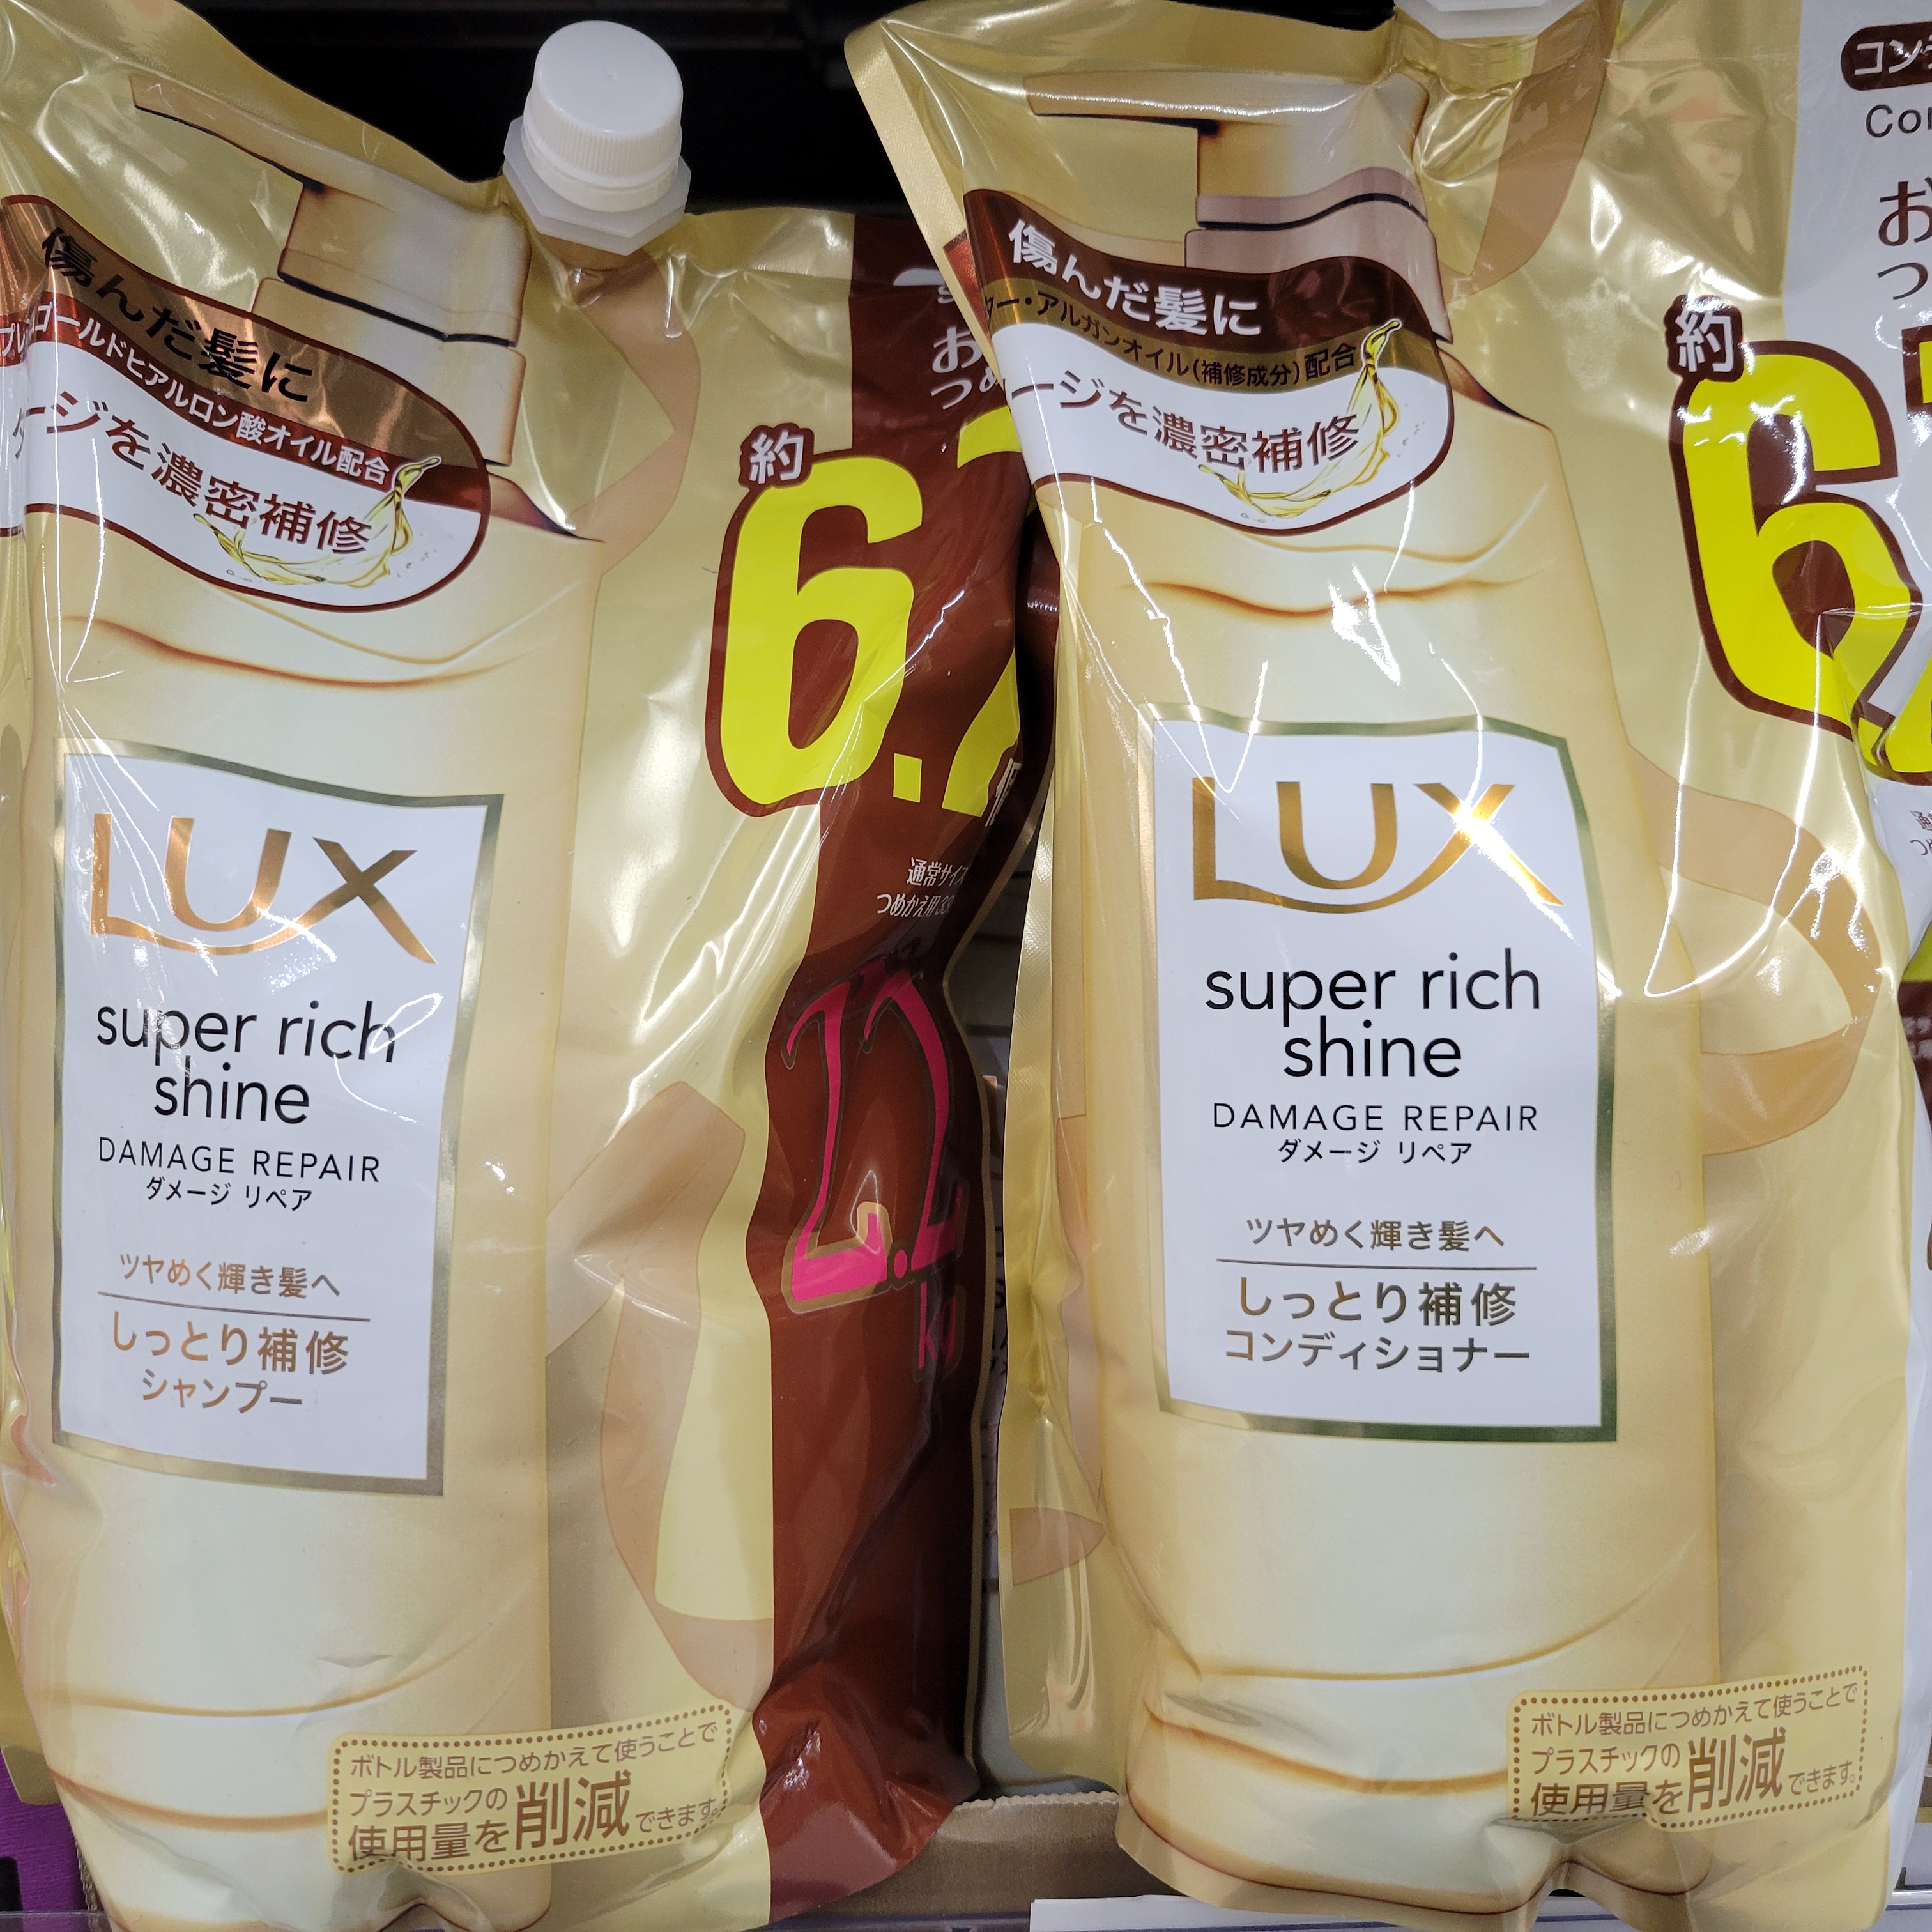 傷んだ髪に
ゴールドヒアルロン酸オイル配合
ージを濃密補修
約
6.7
通常サイズ
つめかえ用
2.2
kg
LUX
super rich
shine
DAMAGE REPAIR
ダメージ リペア
ツヤめく輝き髪へ
しっとり補修
シャンプー
ボトル製品につめかえて使うことで
プラスチックの
使用量を削減できます。
傷んだ髪に
ター・アルガンオイル(補修成分)配合
ージを濃密補修
約
6
LUX
super rich
shine
DAMAGE REPAIR
ダメージ リペア
ツヤめく輝き髪へ
しっとり補修
コンディショナー
ボトル製品につめかえて使うことで
プラスチックの
使用量を削減できます。